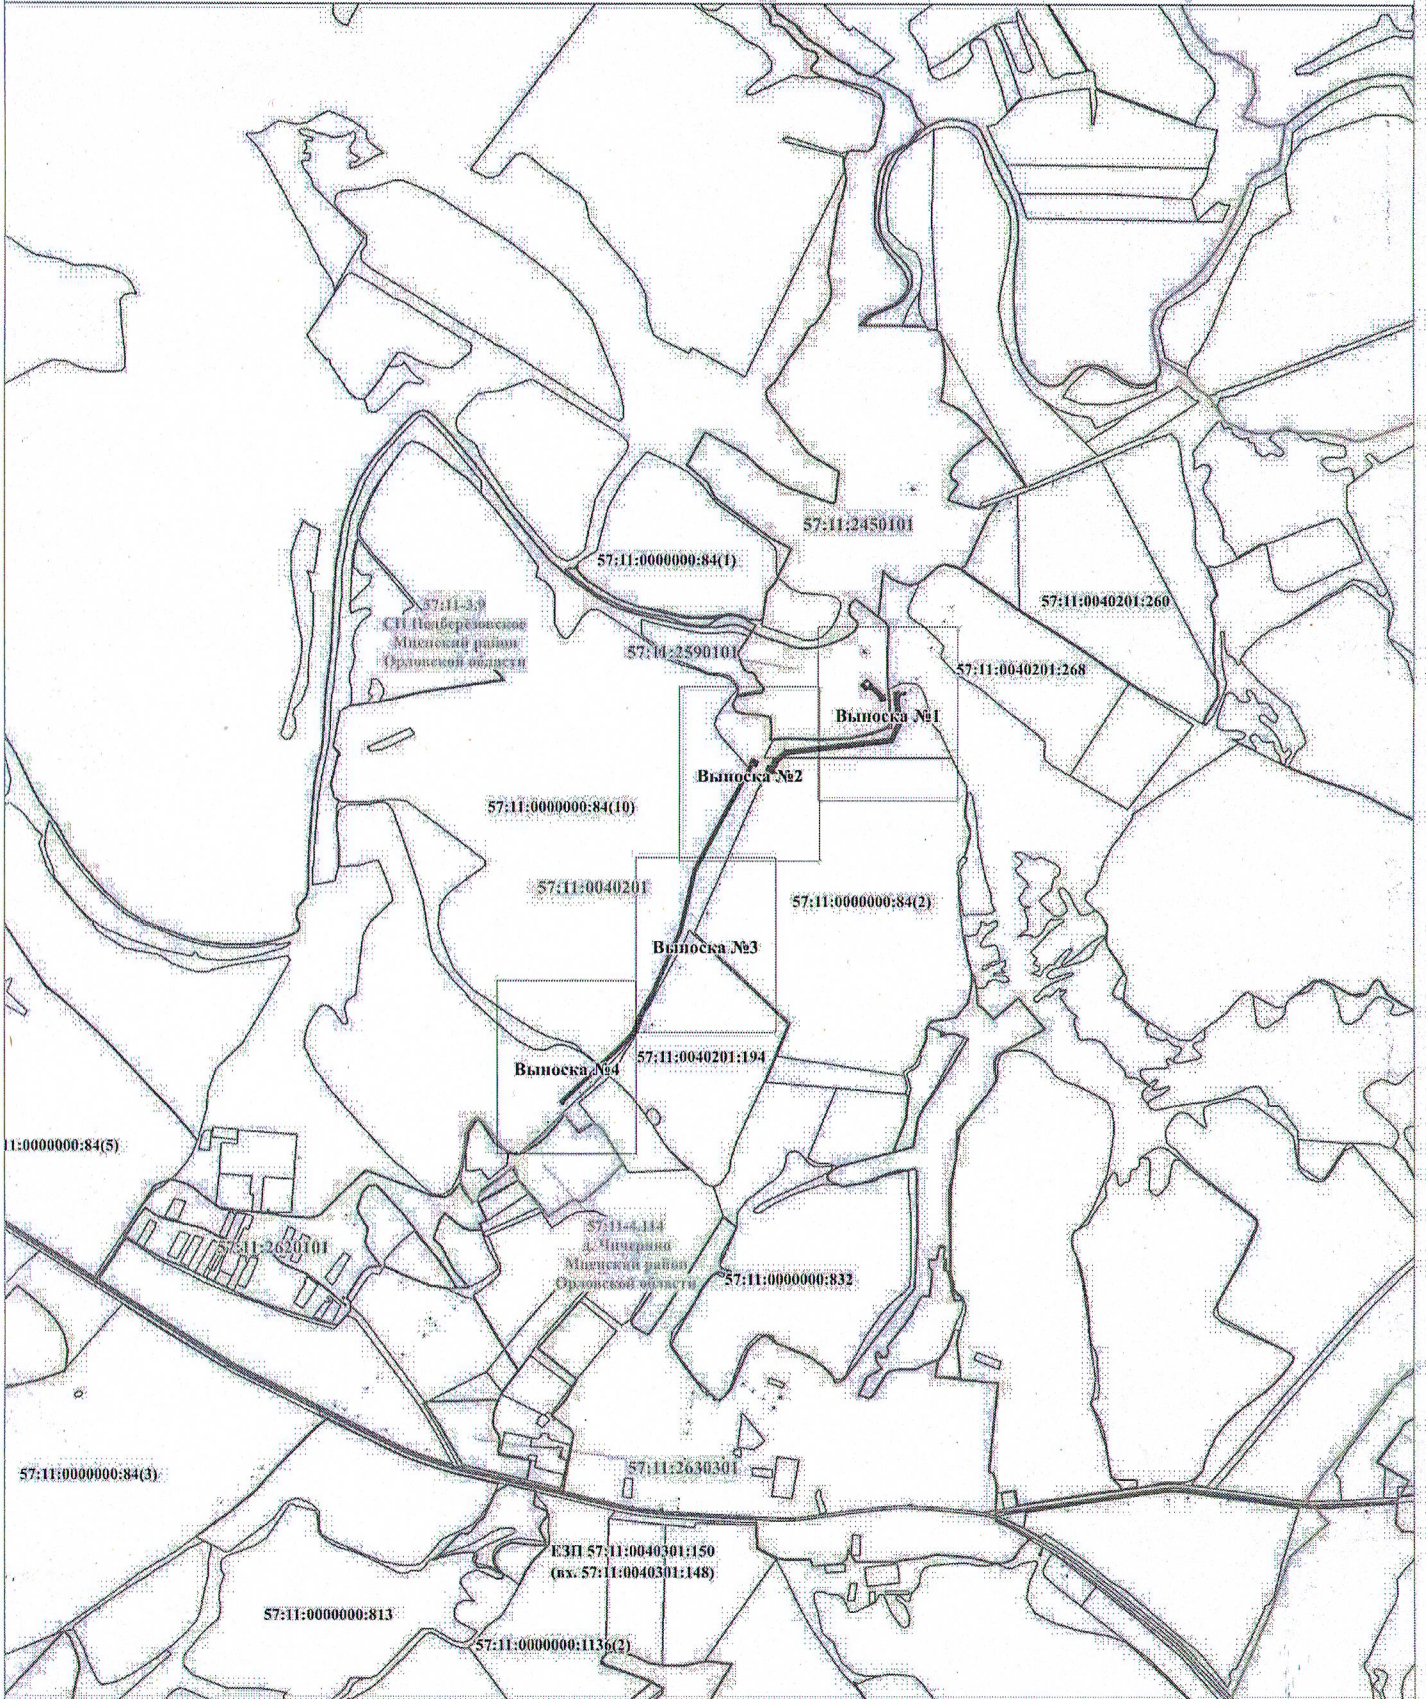 57:11:2450101
57:11:0000000:84(1)
57:11-3.9
СП Подберезовское
Мценский район
Орловской области
57:11:0040201:260
57:11:2590101
57:11:0040201:268
Выноска №1
Выноска №2
57:11:0000000:84(10)
57:11:0040201
57:11:0000000:84(2)
Выноска №3
57:11:0040201:194
Выноска №4
11:0000000:84(5)
57:11-4.114
д. Чичерино
Мценский район
Орловской области
57:11:2620101
57:11:0000000:832
57:11:2630301
57:11:0000000:84(3)
ЕЗП 57:11:0040301:150
(вх. 57:11:0040301:148)
57:11:0000000:813
57:11:0000000:1136(2)